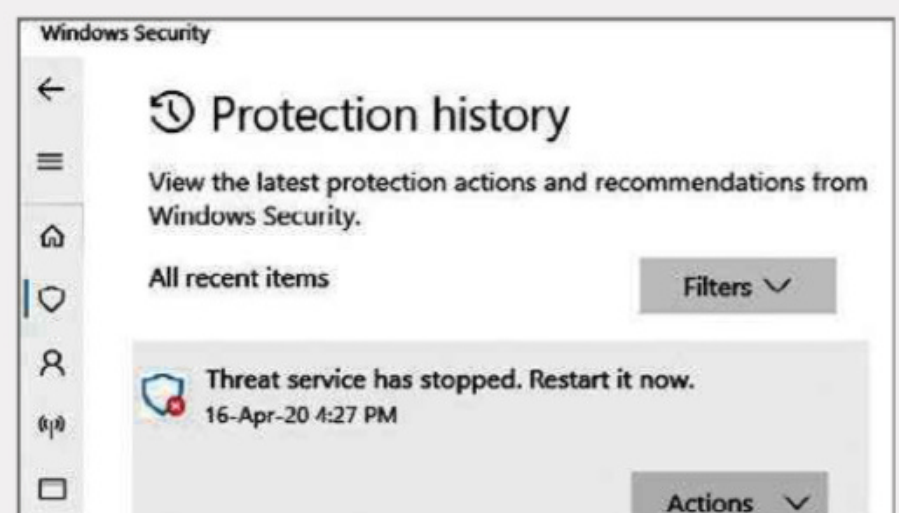 Windows Security
Protection history
View the latest protection actions and recommendations from
Windows Security.
All recent items
Filters
Threat service has stopped. Restart it now.
16-Apr-20 4:27 PM
Actions